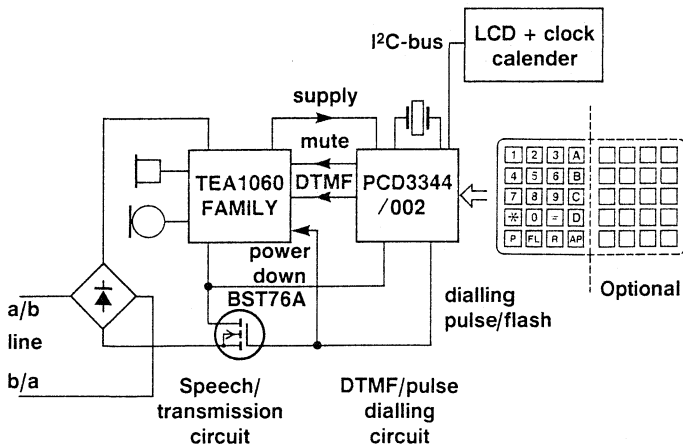 I²C-bus
LCD + clock
calender
supply
mute
DTMF
TEA1060
FAMILY
PCD3344
/002
1 2 3 A
4 5 6 B
7 8 9 C
* 0 = D
P FL R AP
Optional
power
down
BST76A
dialling
pulse/flash
a/b
line
b/a
Speech/
transmission
circuit
DTMF/pulse
dialling
circuit